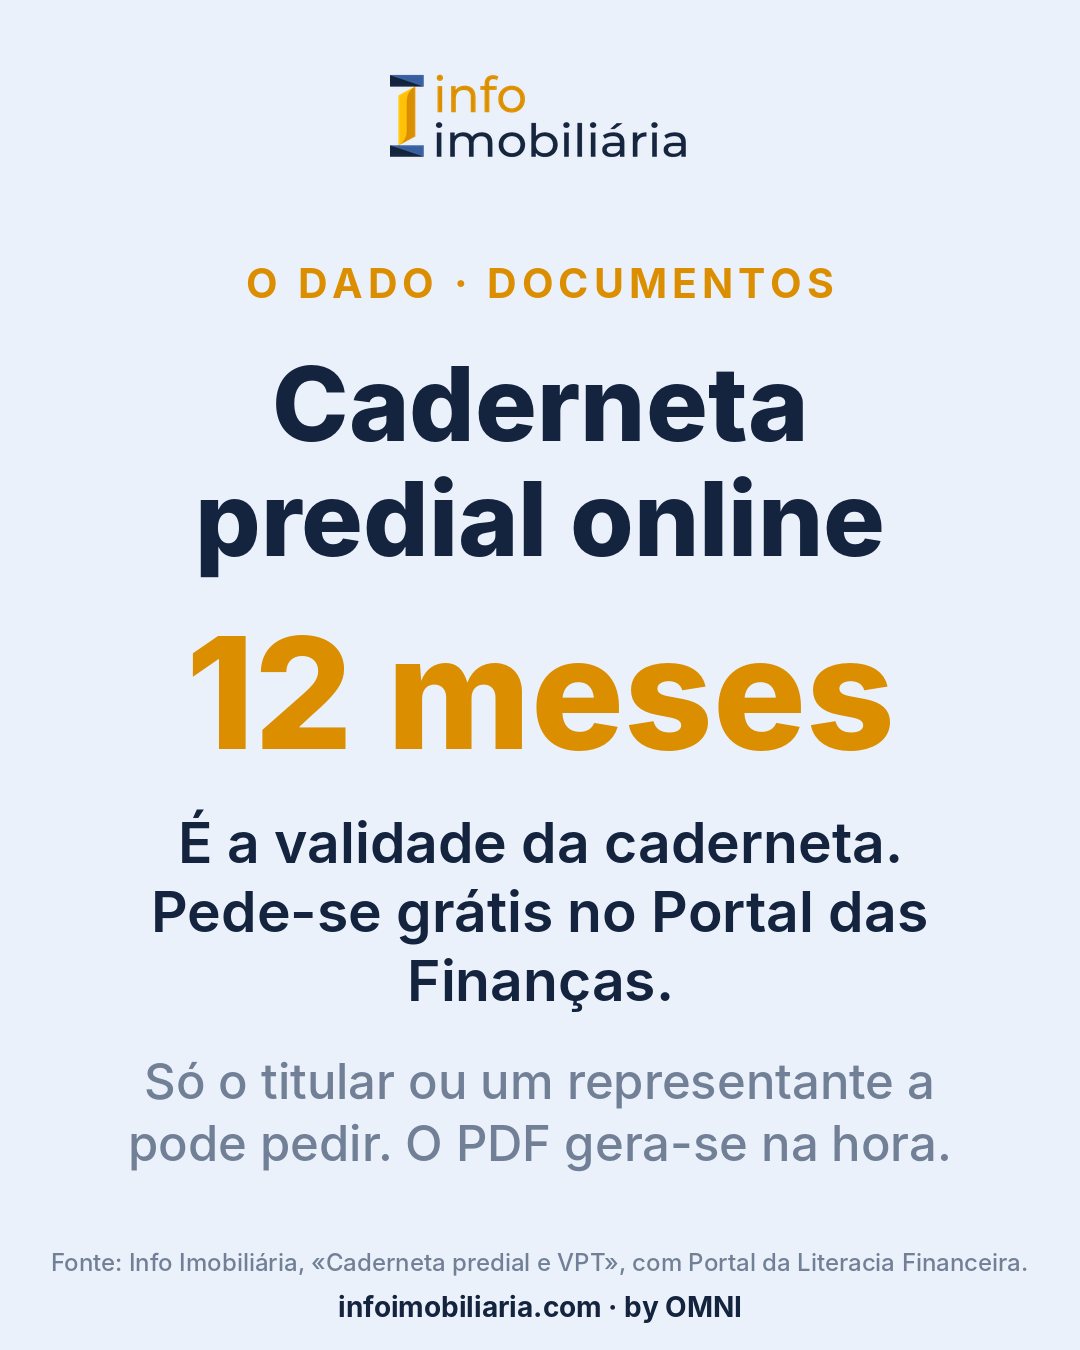 info
imobiliária
O DADO · DOCUMENTOS
Caderneta
predial online
12 meses
É a validade da caderneta.
Pede-se grátis no Portal das
Finanças.
Só o titular ou um representante a
pode pedir. O PDF gera-se na hora.
Fonte: Info Imobiliária, «Caderneta predial e VPT», com Portal da Literacia Financeira.
infoimobiliaria.com · by OMNI